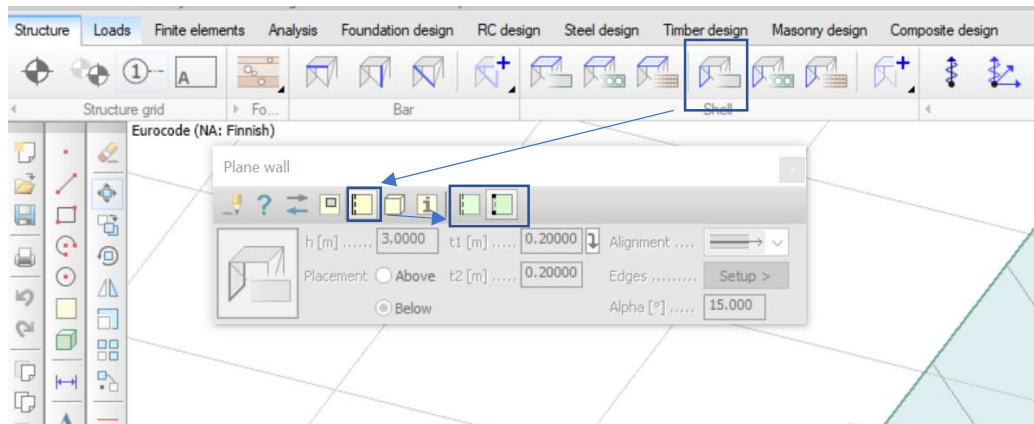 Structure Loads Finite elements Analysis Foundation design RC design Steel design Timber design Masonry design Composite design
1 A
Structure grid Fo... Bar Shell
Eurocode (NA: Finnish)
Plane wall
h [m] ...... 3.0000 t1 [m] .... 0.20000 Alignment ....
Placement Above t2 [m] ..... 0.20000 Edges ......... Setup >
Below Alpha [°] ..... 15.000